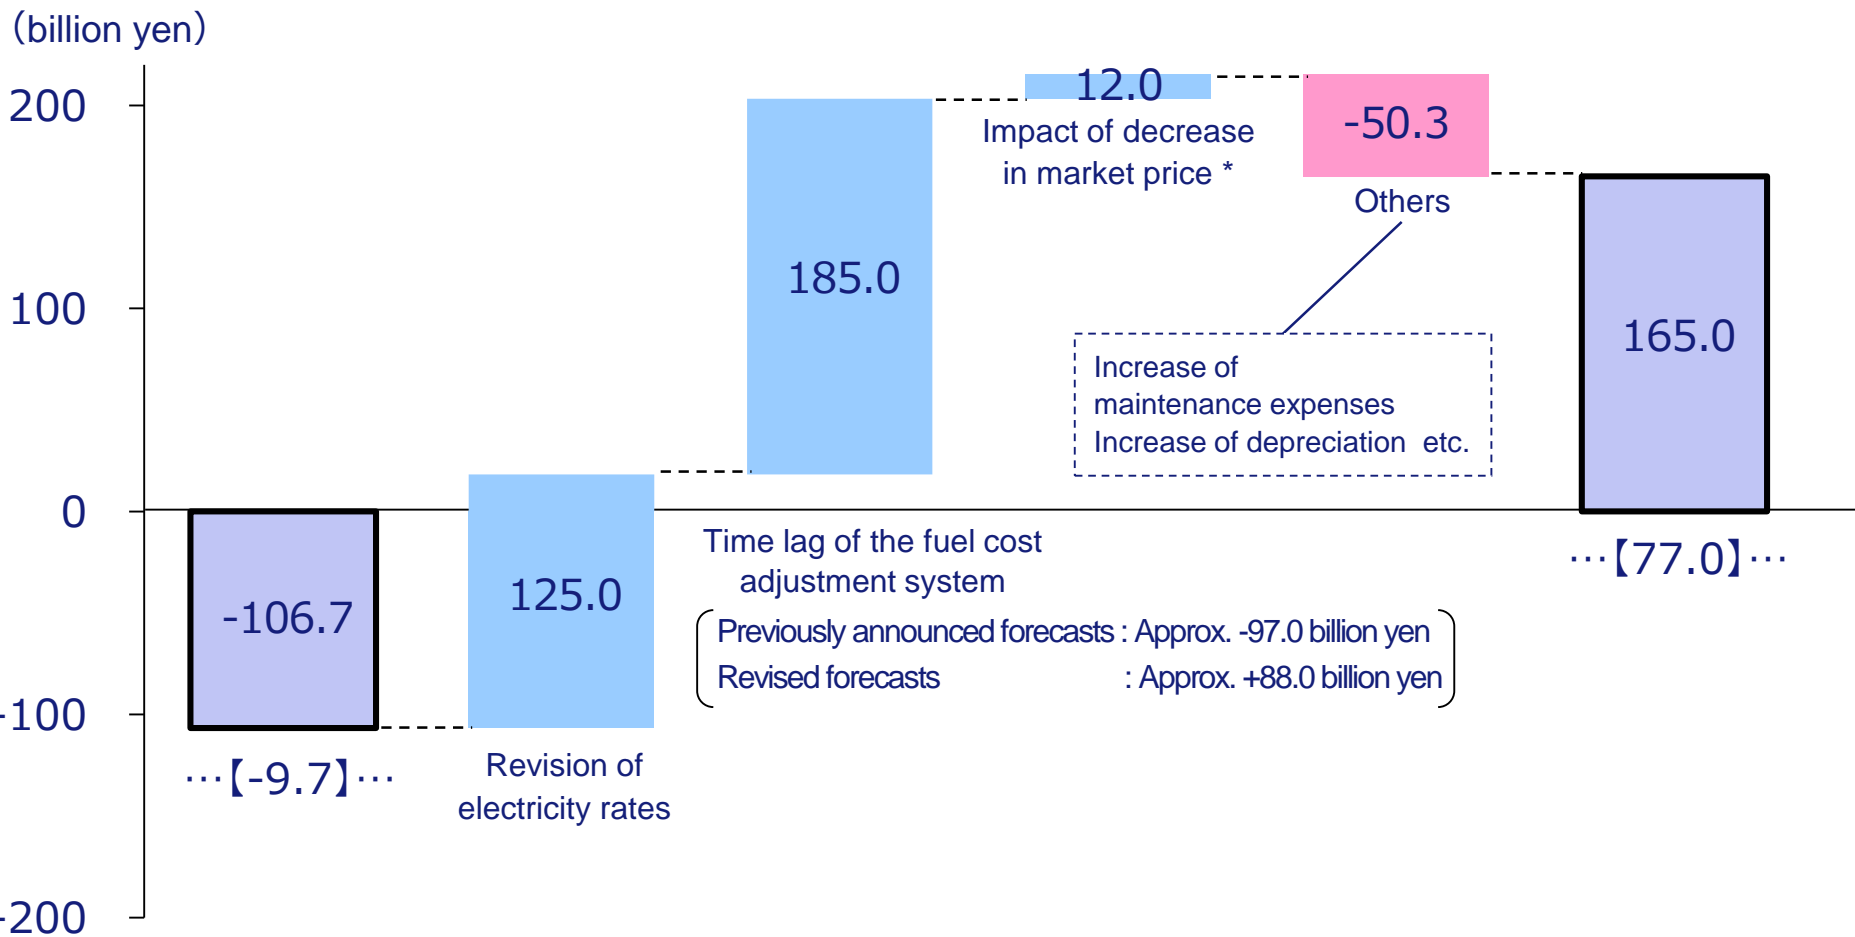 （billion yen）
200
100
0
-100
-200
-106.7
…【-9.7】…
125.0
Revision of
electricity rates
185.0
Time lag of the fuel cost
adjustment system
Previously announced forecasts : Approx. -97.0 billion yen
Revised forecasts : Approx. +88.0 billion yen
12.0
Impact of decrease
in market price *
-50.3
Others
Increase of
maintenance expenses
Increase of depreciation etc.
165.0
…【77.0】…